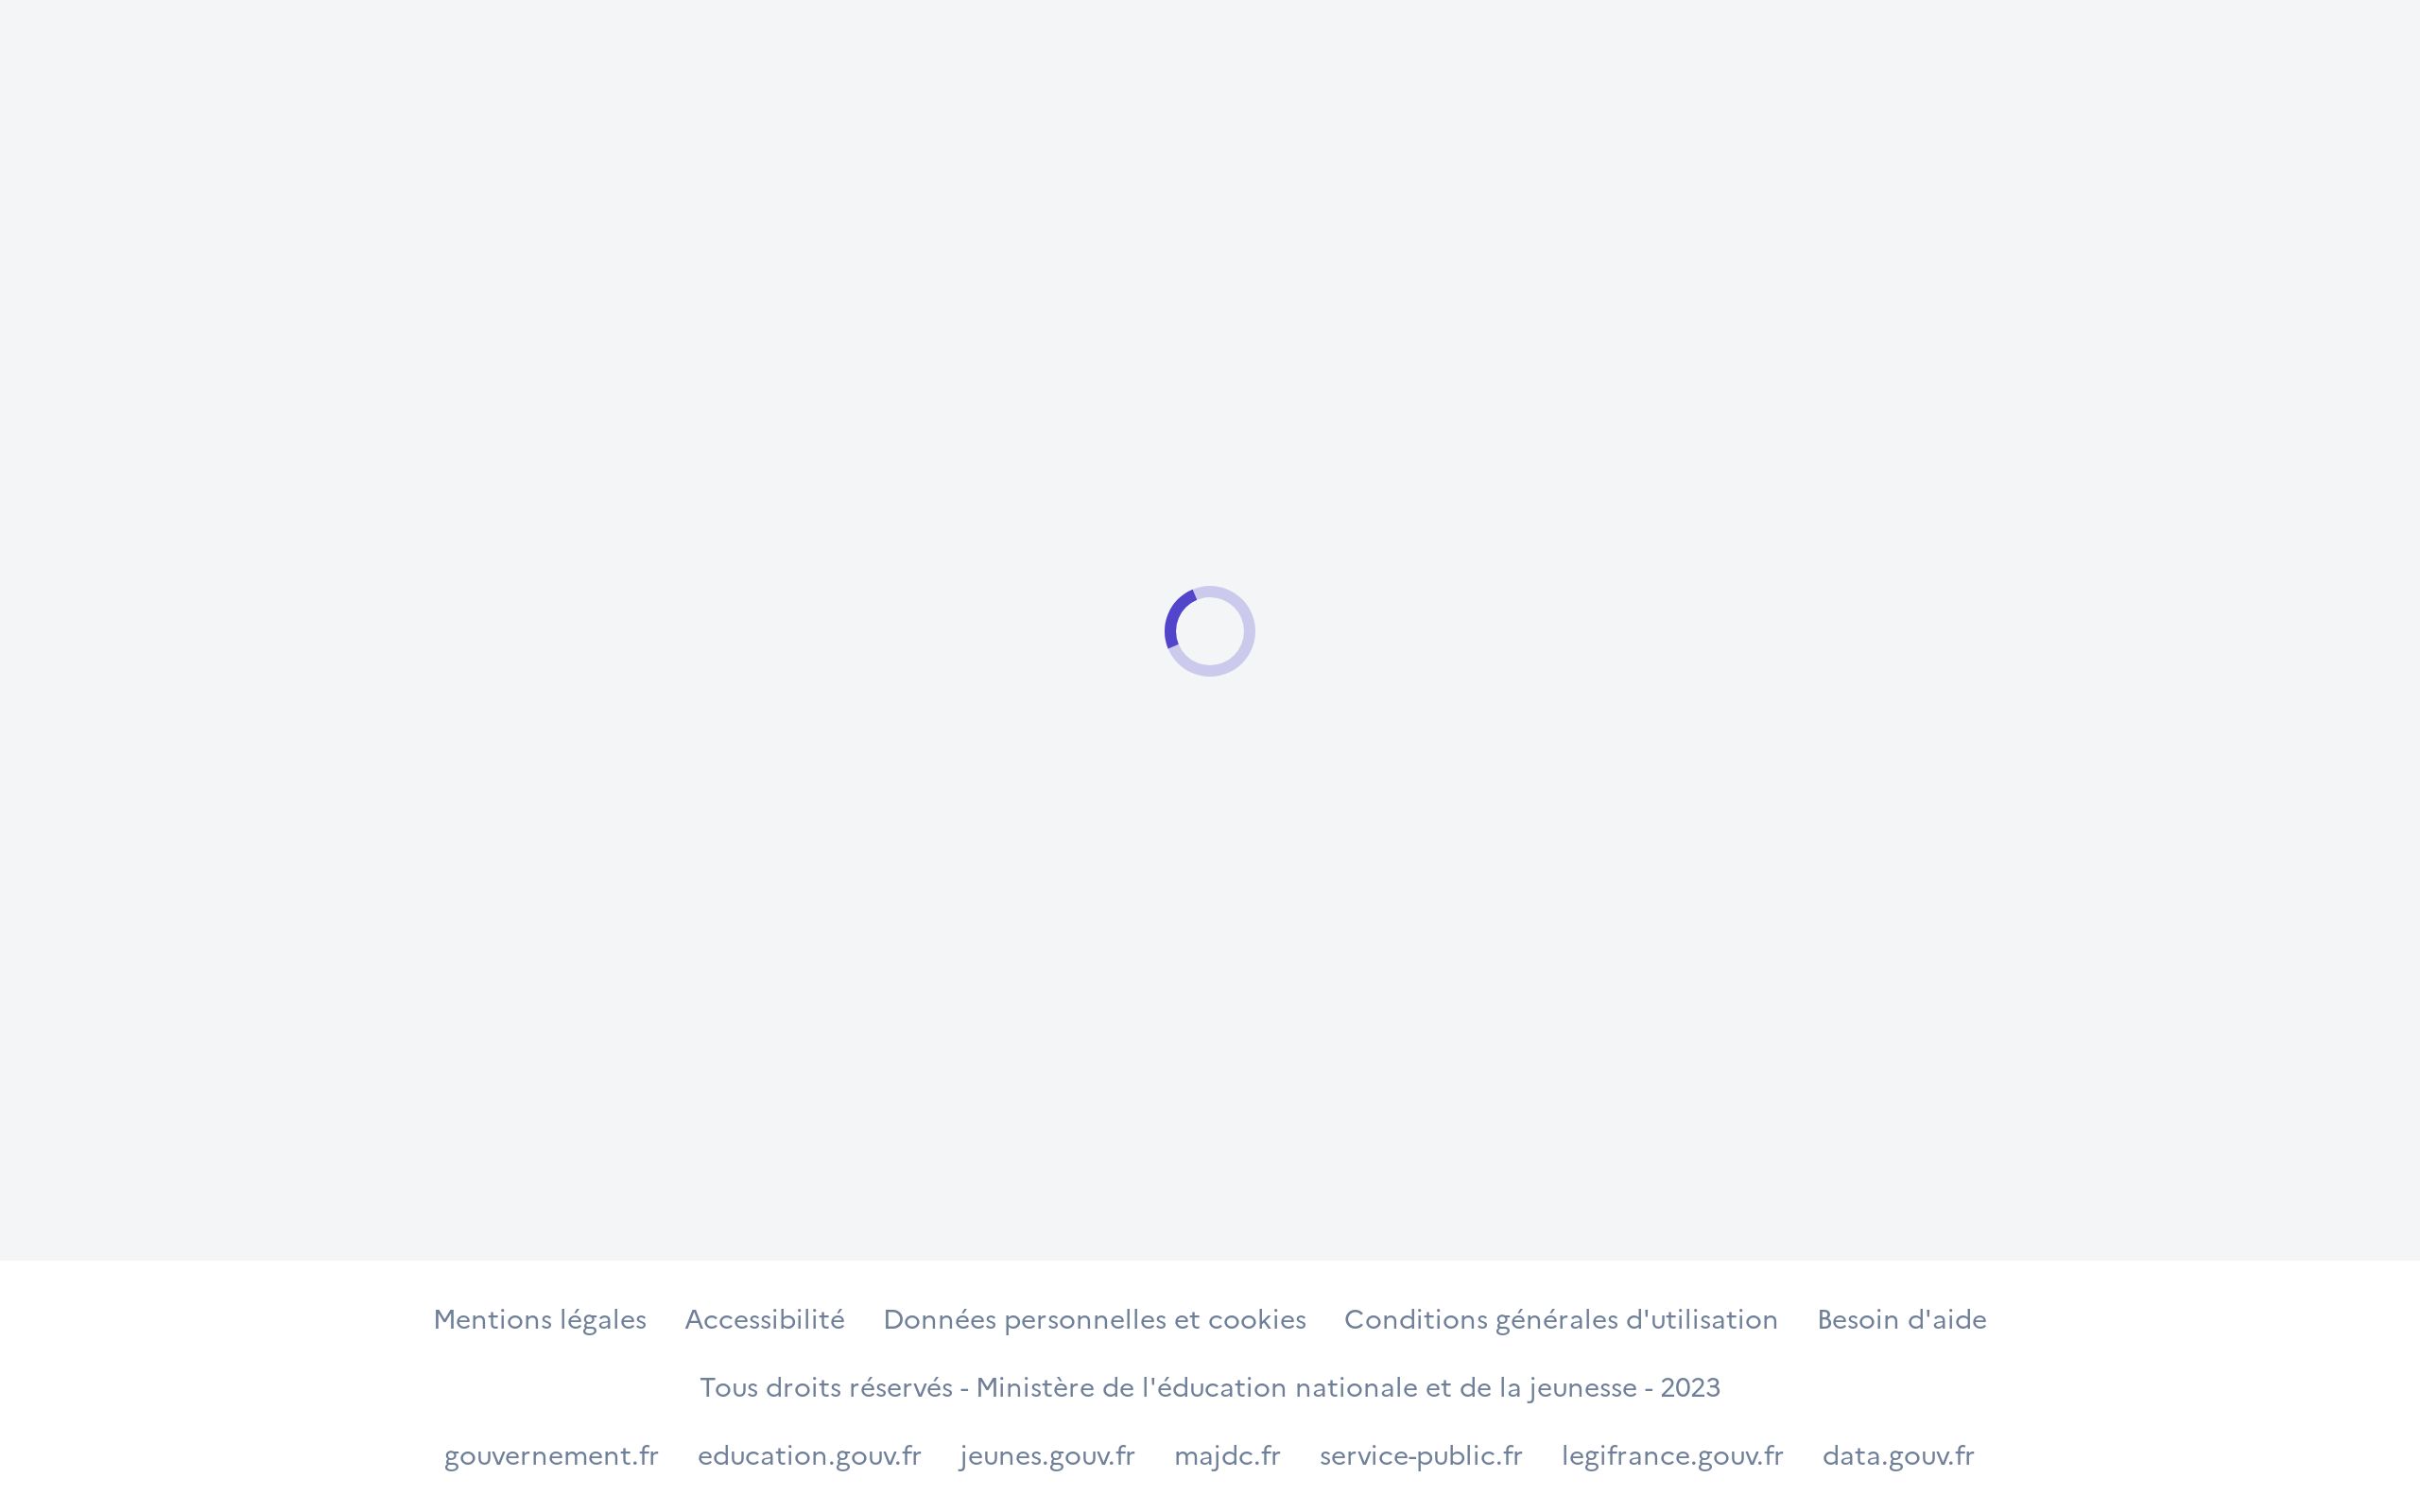 Mentions légales Accessibilité Données personnelles et cookies Conditions générales d'utilisation Besoin d'aide
Tous droits réservés - Ministère de l'éducation nationale et de la jeunesse - 2023
gouvernement.fr education.gouv.fr jeunes.gouv.fr majdc.fr service-public.fr legifrance.gouv.fr data.gouv.fr